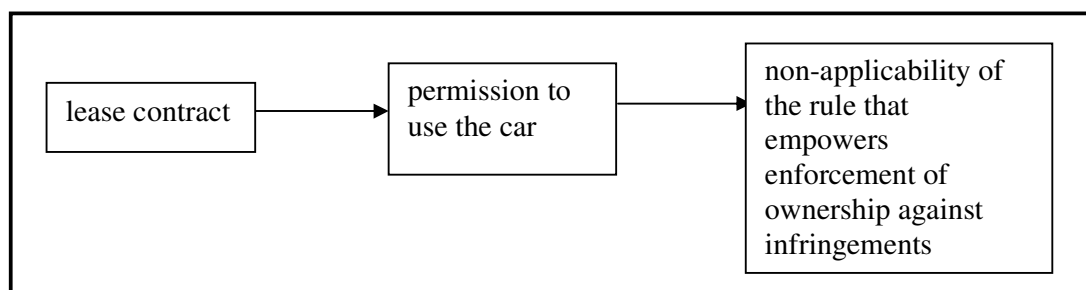 lease contract
permission to
use the car
non-applicability of
the rule that
empowers
enforcement of
ownership against
infringements